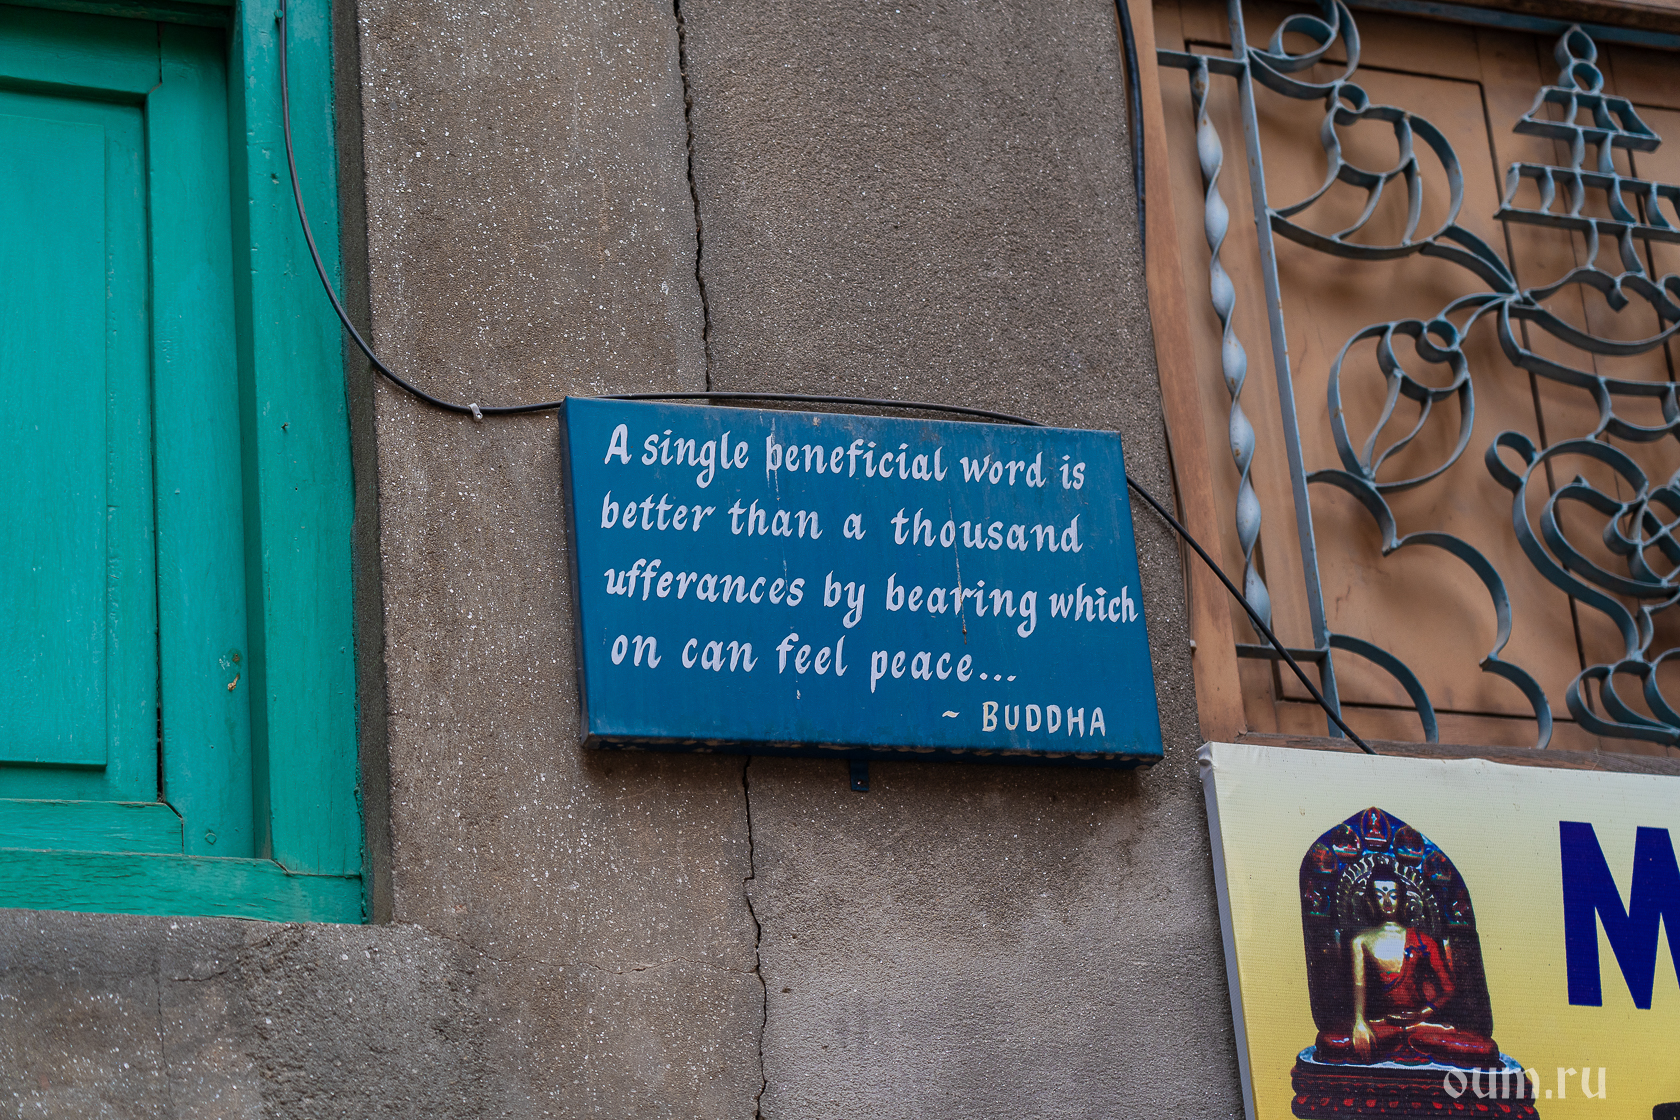 A single beneficial word is
better than a thousand
ufferances by bearing which
on can feel peace...
~ BUDDHA
M
oum.ru